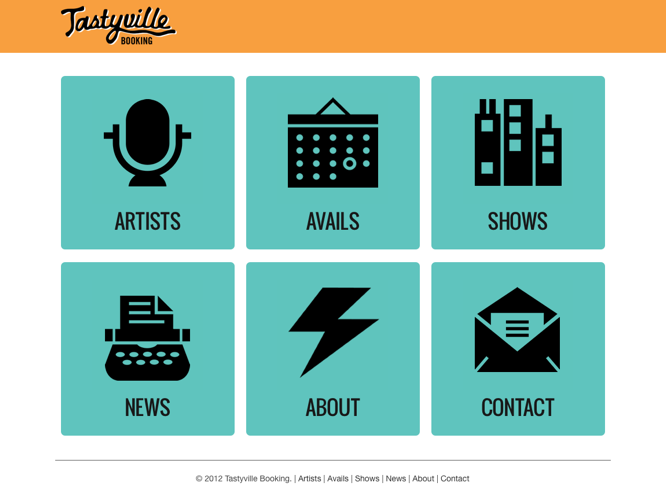 Tastyville
BOOKING
ARTISTS
AVAILS
SHOWS
NEWS
ABOUT
CONTACT
© 2012 Tastyville Booking. | Artists | Avails | Shows | News | About | Contact